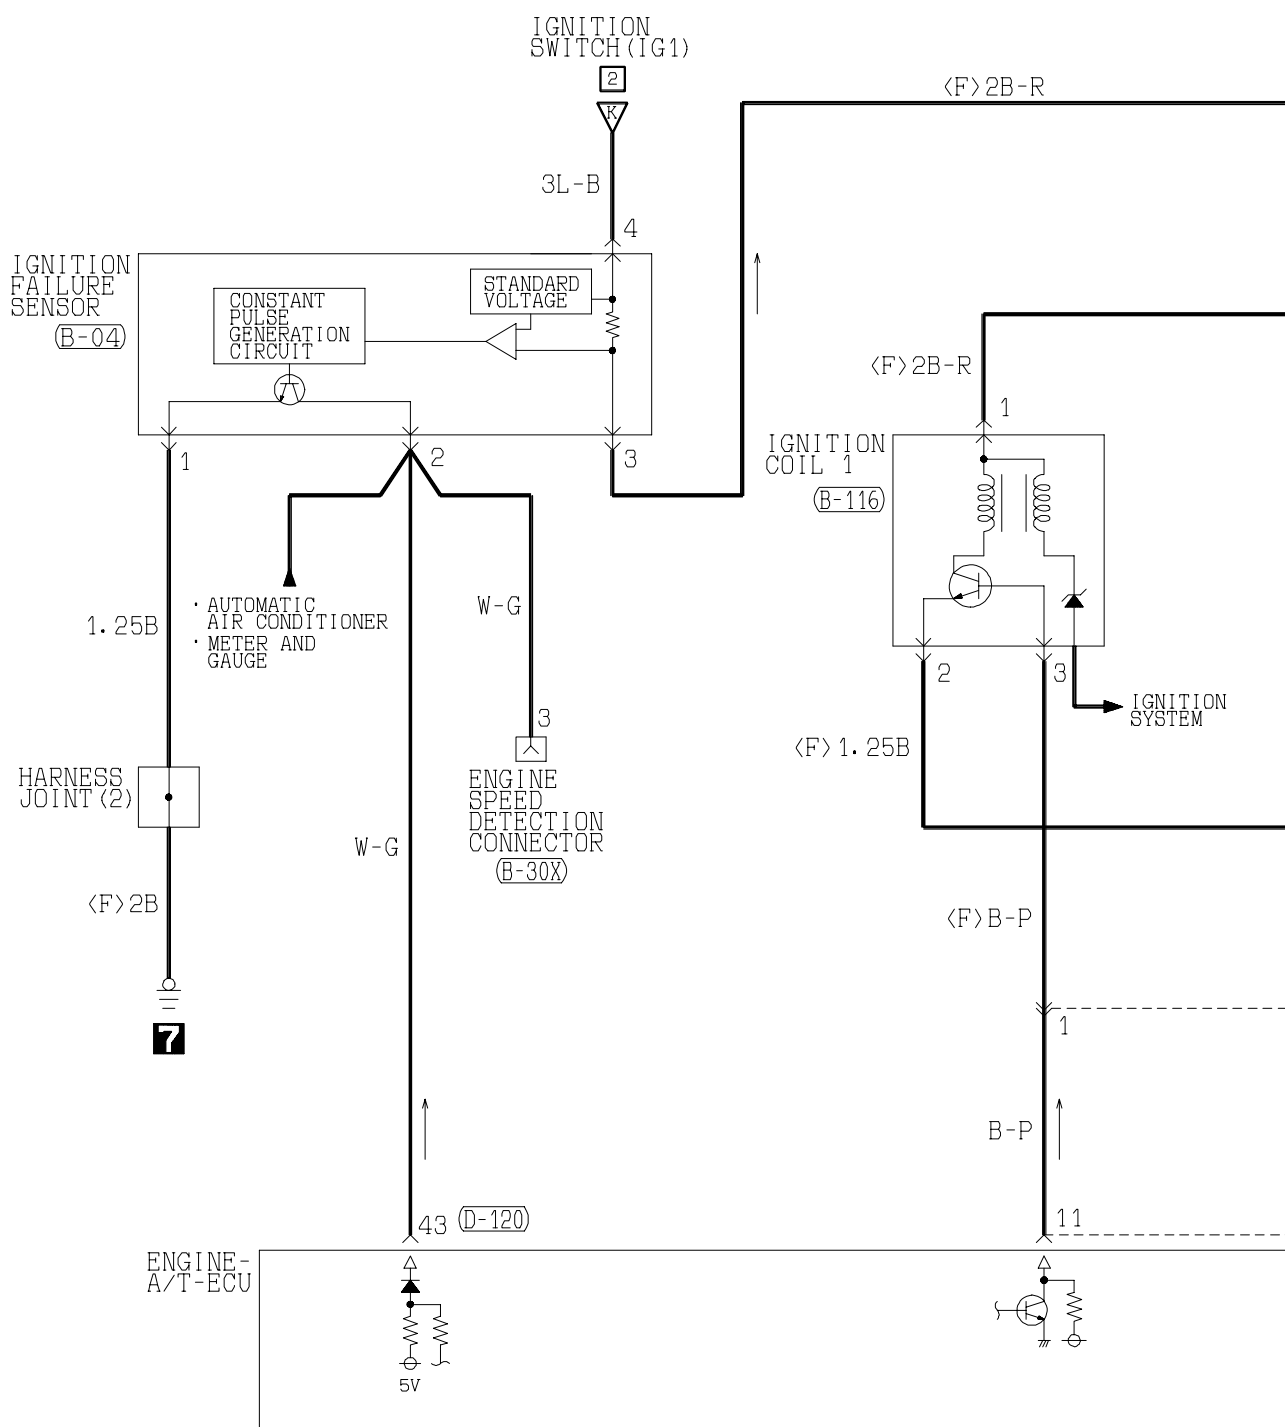 IGNITION
SWITCH(IG1)
2
K
<F>2B-R
3L-B
4
IGNITION
FAILURE
SENSOR
(B-04)
CONSTANT
PULSE
GENERATION
CIRCUIT
STANDARD
VOLTAGE
1
2
3
<F>2B-R
1
IGNITION
COIL 1
(B-116)
2
3
IGNITION
SYSTEM
· AUTOMATIC
AIR CONDITIONER
· METER AND
GAUGE
W-G
1.25B
3
ENGINE
SPEED
DETECTION
CONNECTOR
(B-30X)
<F>1.25B
HARNESS
JOINT(2)
W-G
<F>2B
7
<F>B-P
1
B-P
43
(D-120)
11
ENGINE-
A/T-ECU
5V